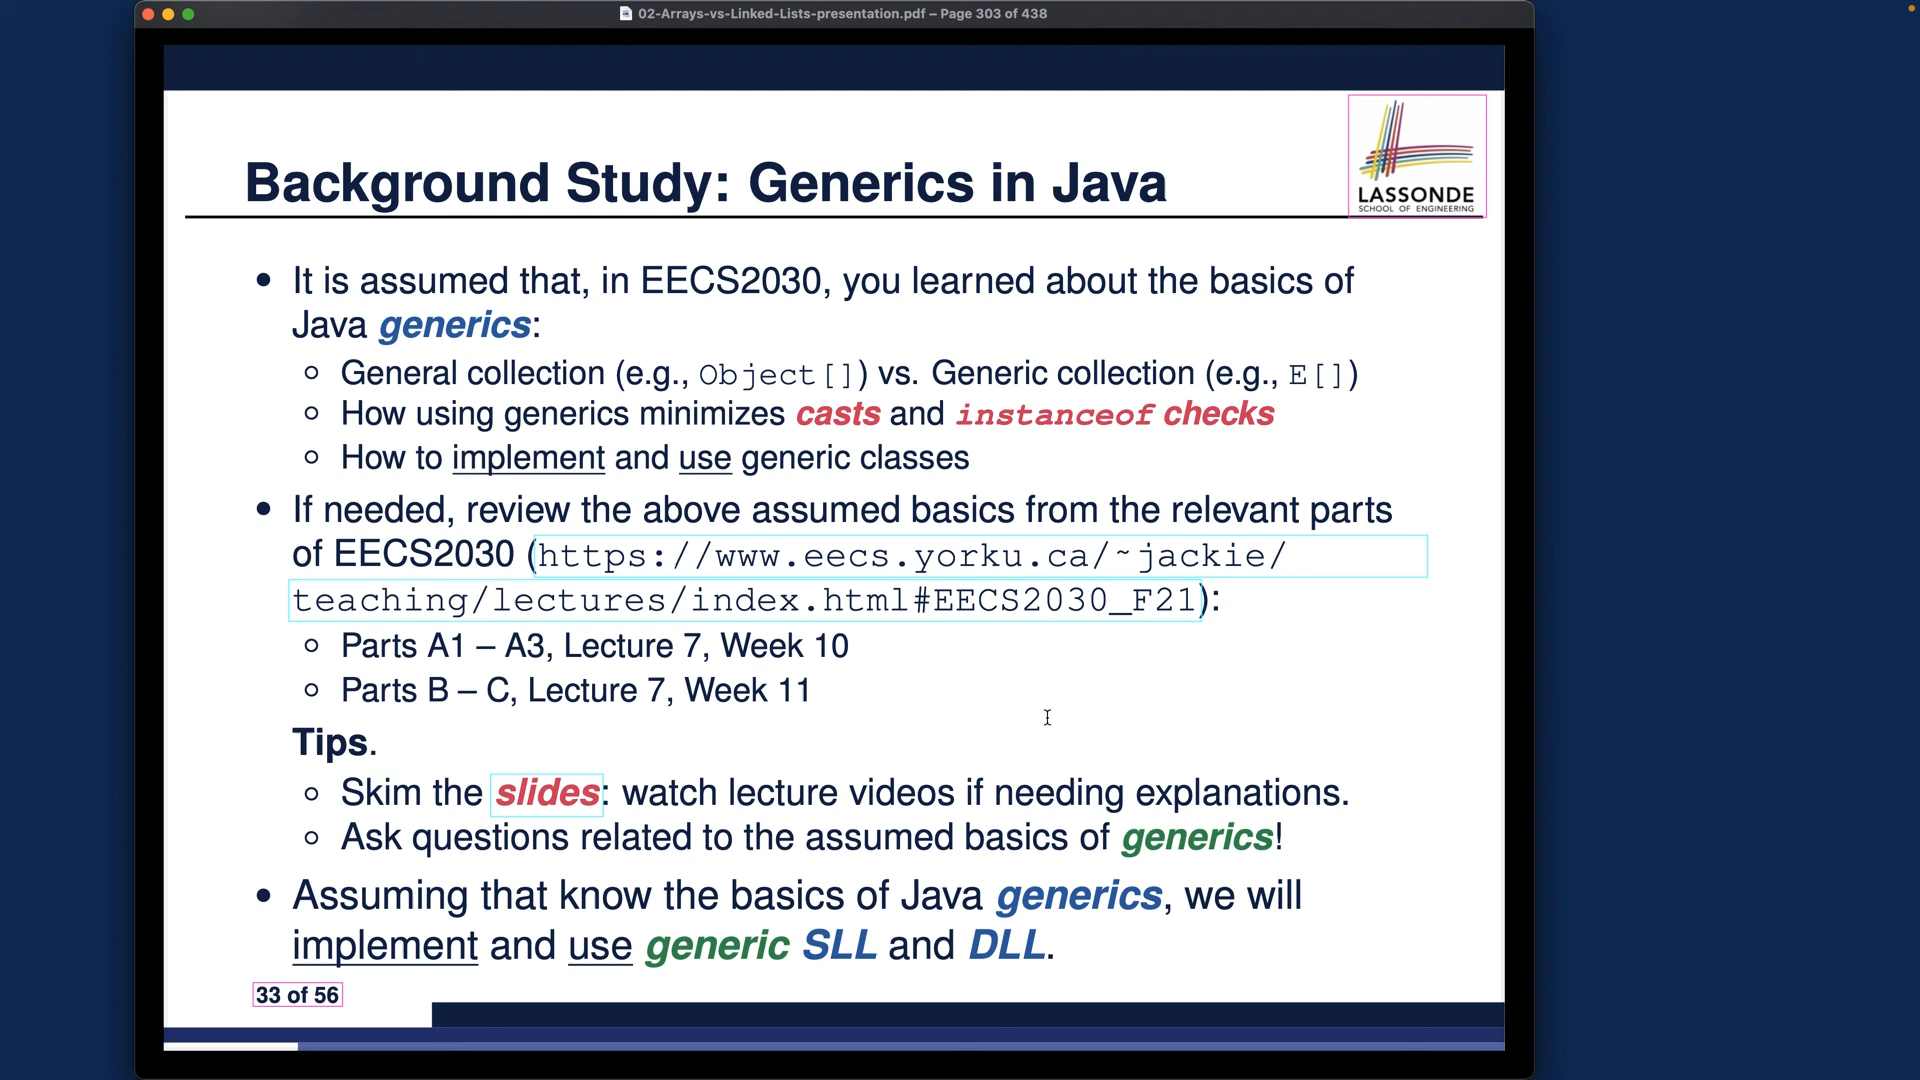 02-Arrays-vs-Linked-Lists-presentation.pdf – Page 303 of 438
LASSONDE
SCHOOL OF ENGINEERING
Background Study: Generics in Java
• It is assumed that, in EECS2030, you learned about the basics of
Java generics:
○ General collection (e.g., Object[]) vs. Generic collection (e.g., E[])
○ How using generics minimizes casts and instanceof checks
○ How to implement and use generic classes
• If needed, review the above assumed basics from the relevant parts
of EECS2030 (https://www.eecs.yorku.ca/~jackie/
teaching/lectures/index.html#EECS2030_F21):
○ Parts A1 – A3, Lecture 7, Week 10
○ Parts B – C, Lecture 7, Week 11
Tips.
○ Skim the slides: watch lecture videos if needing explanations.
○ Ask questions related to the assumed basics of generics!
• Assuming that know the basics of Java generics, we will
implement and use generic SLL and DLL.
33 of 56